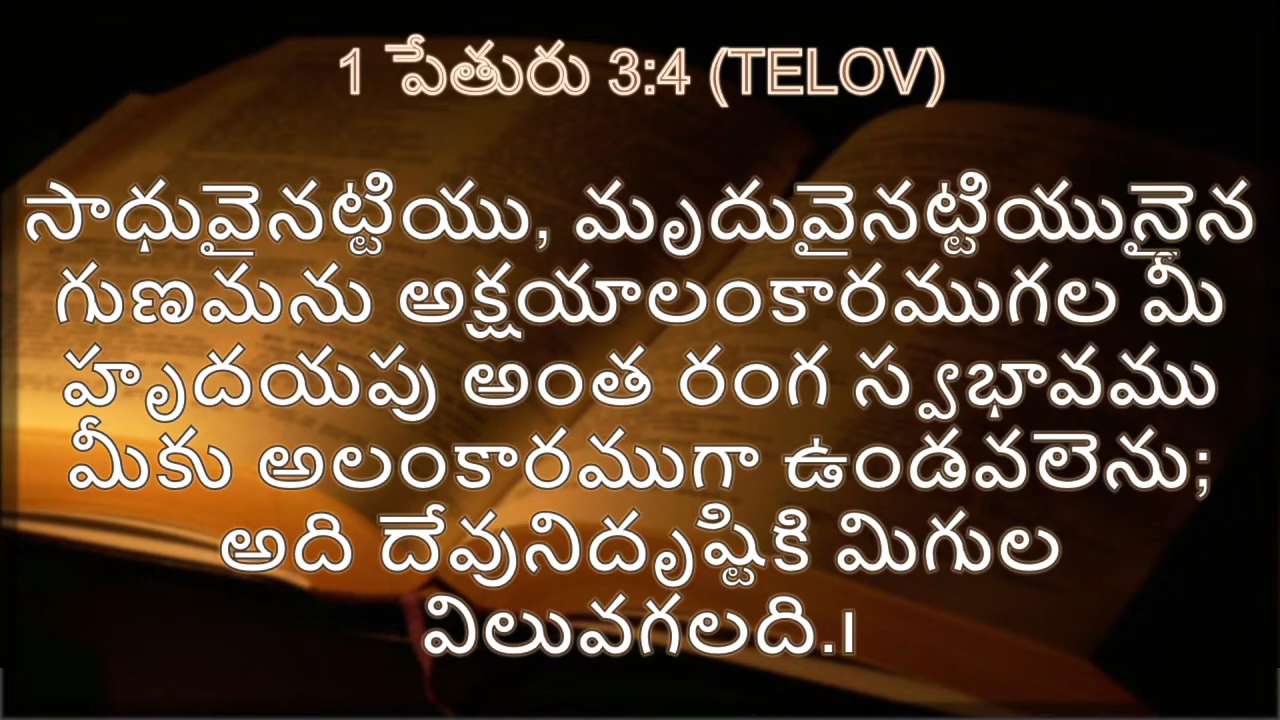 1 పేతురు 3:4 (TELOV)
సాధువైనట్టియు, మృదువైనట్టియునైన
గుణమను అక్షయాలంకారముగల మీ
హృదయపు అంత రంగ స్వభావము
మీకు అలంకారముగా ఉండవలెను;
అది దేవునిదృష్టికి మిగుల
విలువగలది.।